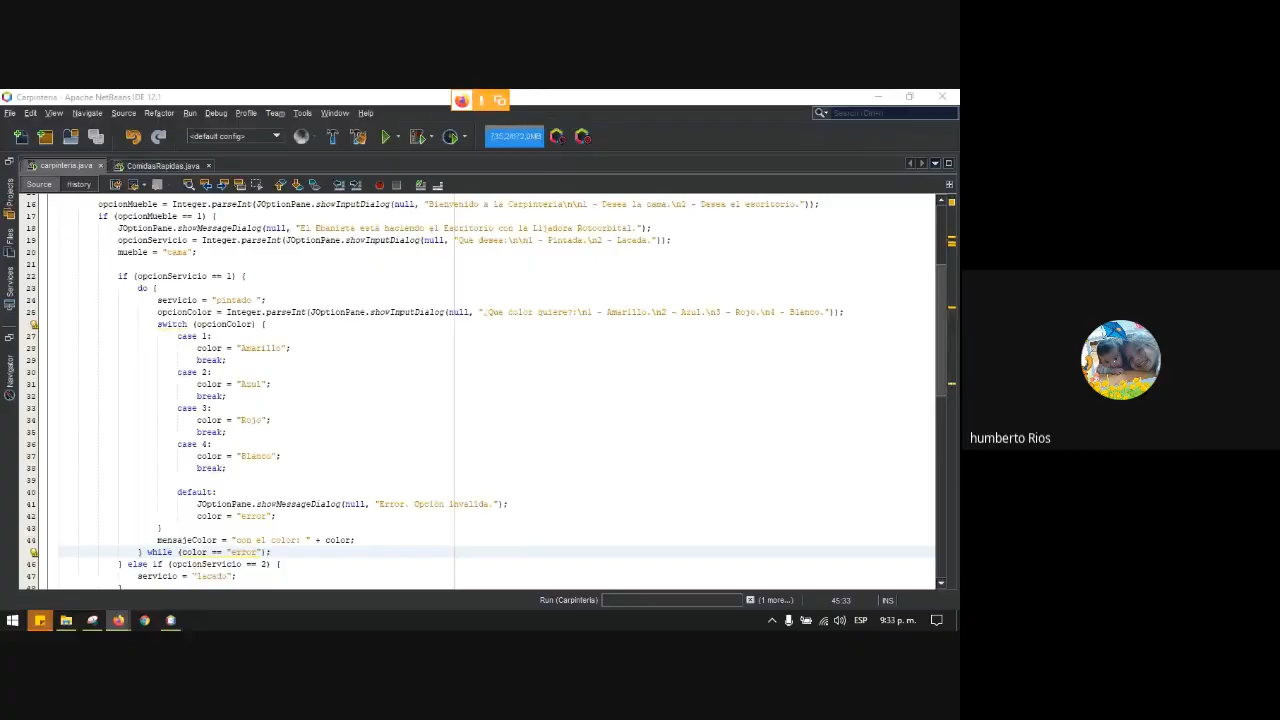 Carpinteria - Apache NetBeans IDE 12.1
File Edit View Navigate Source Refactor Run Debug Profile Team Tools Window Help
Search (Ctrl+I)
<default config>
carpinteria.java
ComidasRapidas.java
Source History
Projects
Files
Services
Navigator
16 opcionMueble = Integer.parseInt(JOptionPane.showInputDialog(null, "Bienvenido a la Carpinteria\n\n1 - Desea la cama.\n2 - Desea el escritorio."));
17 if (opcionMueble == 1) {
18 JOptionPane.showMessageDialog(null, "El Ebanista está haciendo el Escritorio con la Lijadora Rotoorbital.");
19 opcionServicio = Integer.parseInt(JOptionPane.showInputDialog(null, "Que desea:\n\n1 - Pintada.\n2 - Lacada."));
20 mueble = "cama";
21
22 if (opcionServicio == 1) {
23 do {
24 servicio = "pintado ";
25 opcionColor = Integer.parseInt(JOptionPane.showInputDialog(null, "¿Que color quiere?:\n1 - Amarillo.\n2 - Azul.\n3 - Rojo.\n4 - Blanco."));
switch (opcionColor) {
27 case 1:
28 color = "Amarillo";
29 break;
30 case 2:
31 color = "Azul";
32 break;
33 case 3:
34 color = "Rojo";
35 break;
36 case 4:
37 color = "Blanco";
38 break;
39
40 default:
41 JOptionPane.showMessageDialog(null, "Error. Opción invalida.");
42 color = "error";
43 }
44 mensajeColor = "con el color: " + color;
} while (color == "error");
46 } else if (opcionServicio == 2) {
47 servicio = "lacado";
48 }
Run (Carpinteria) (1 more...) 45:33 INS
ESP 9:33 p. m.
humberto Rios